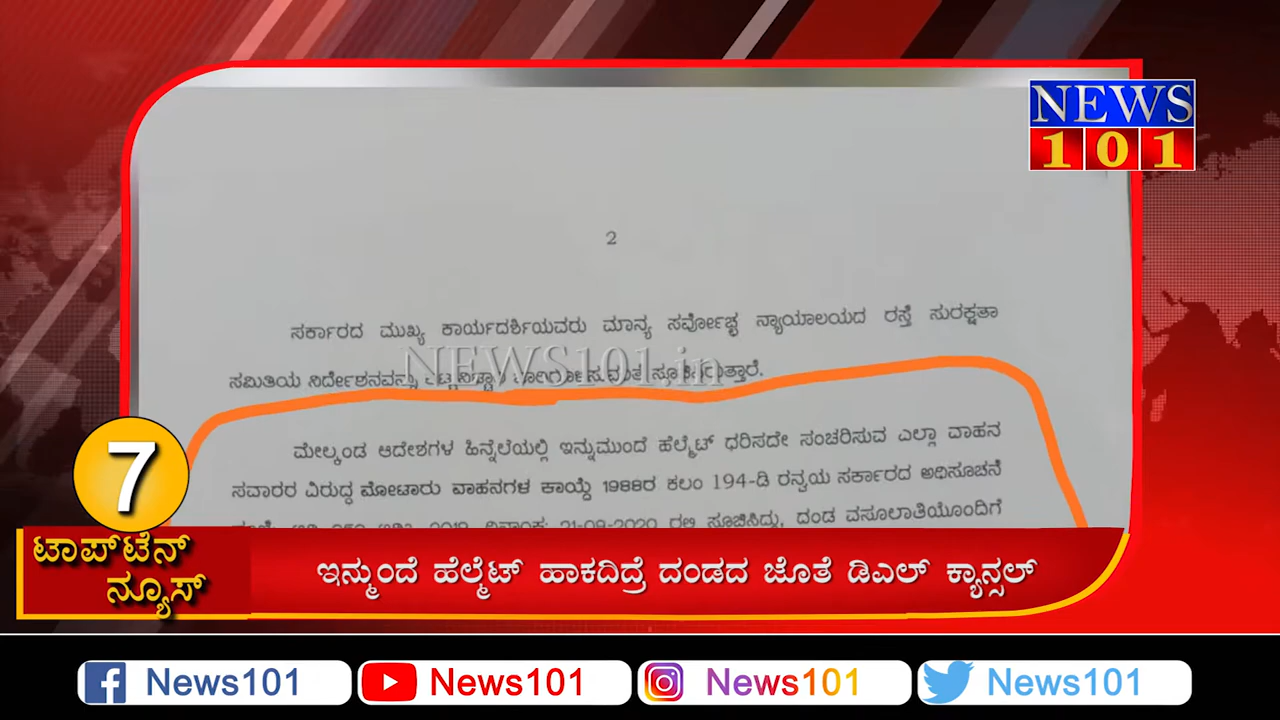 NEWS
101
2
ಸರ್ಕಾರದ ಮುಖ್ಯ ಕಾರ್ಯದರ್ಶಿಯವರು ಮಾನ್ಯ ಸರ್ವೋಚ್ಛ ನ್ಯಾಯಾಲಯದ ರಸ್ತೆ ಸುರಕ್ಷತಾ
NEWS101.in
ಸಮಿತಿಯ
ಮೇಲ್ಕಂಡ ಆದೇಶಗಳ ಹಿನ್ನೆಲೆಯಲ್ಲಿ ಇನ್ನುಮುಂದೆ ಹೆಲ್ಮೆಟ್ ಧರಿಸದೇ ಸಂಚರಿಸುವ ಎಲ್ಲಾ ವಾಹನ
ಸವಾರರ ವಿರುದ್ಧ ಮೋಟಾರು ವಾಹನಗಳ ಕಾಯ್ದೆ 1988ರ ಕಲಂ 194-ಡಿ ರನ್ವಯ ಸರ್ಕಾರದ ಅಧಿಸೂಚನೆ
ದಂಡ ವಸೂಲಾತಿಯೊಂದಿಗೆ
7
ಟಾಪ್‌ಟೆನ್
ನ್ಯೂಸ್
ಇನ್ಮುಂದೆ ಹೆಲ್ಮೆಟ್ ಹಾಕದಿದ್ರೆ ದಂಡದ ಜೊತೆ ಡಿಎಲ್ ಕ್ಯಾನ್ಸಲ್
News101 News101 News101 News101